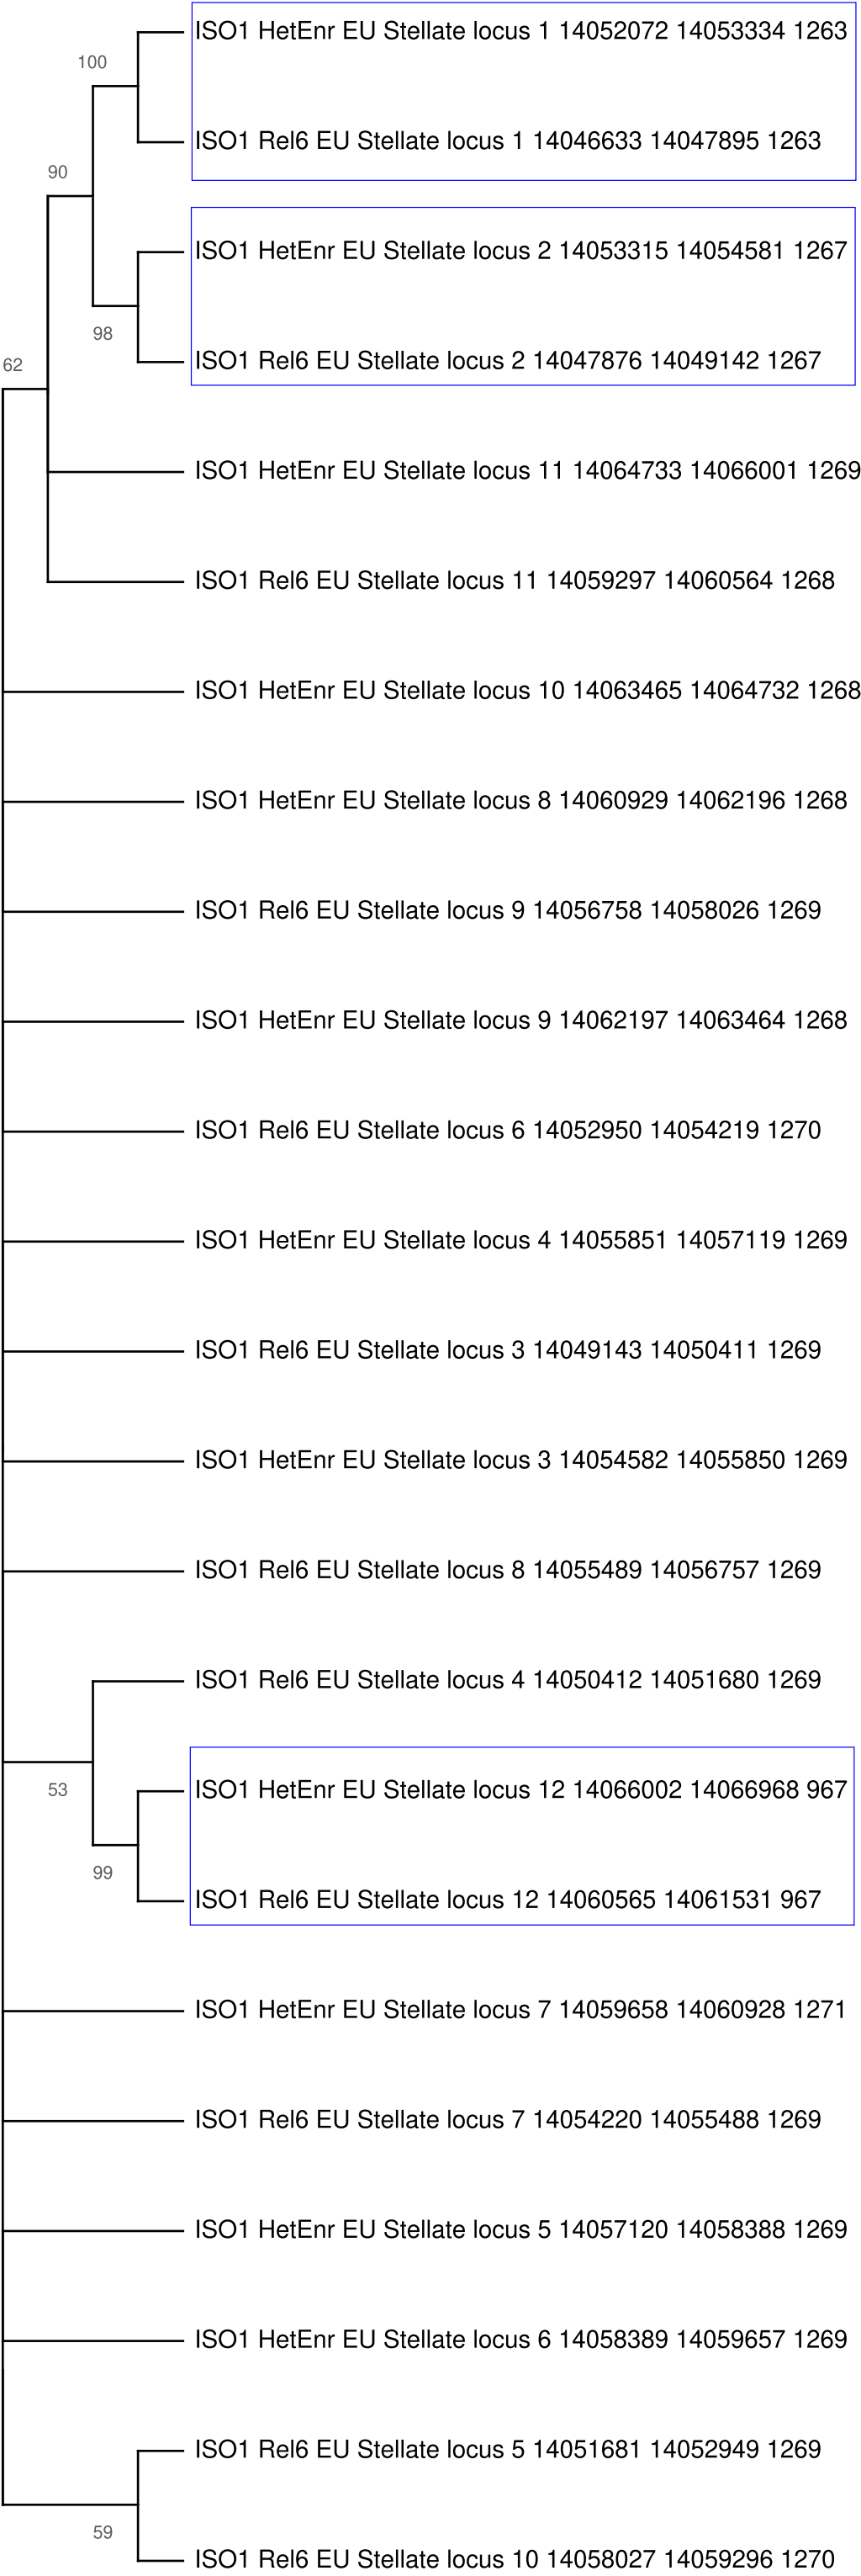 ISO1 HetEnr EU Stellate locus 1 14052072 14053334 1263
100
ISO1 Rel6 EU Stellate locus 1 14046633 14047895 1263
90
ISO1 HetEnr EU Stellate locus 2 14053315 14054581 1267
98
ISO1 Rel6 EU Stellate locus 2 14047876 14049142 1267
62
ISO1 HetEnr EU Stellate locus 11 14064733 14066001 1269
ISO1 Rel6 EU Stellate locus 11 14059297 14060564 1268
ISO1 HetEnr EU Stellate locus 10 14063465 14064732 1268
ISO1 HetEnr EU Stellate locus 8 14060929 14062196 1268
ISO1 Rel6 EU Stellate locus 9 14056758 14058026 1269
ISO1 HetEnr EU Stellate locus 9 14062197 14063464 1268
ISO1 Rel6 EU Stellate locus 6 14052950 14054219 1270
ISO1 HetEnr EU Stellate locus 4 14055851 14057119 1269
ISO1 Rel6 EU Stellate locus 3 14049143 14050411 1269
ISO1 HetEnr EU Stellate locus 3 14054582 14055850 1269
ISO1 Rel6 EU Stellate locus 8 14055489 14056757 1269
ISO1 Rel6 EU Stellate locus 4 14050412 14051680 1269
53
ISO1 HetEnr EU Stellate locus 12 14066002 14066968 967
99
ISO1 Rel6 EU Stellate locus 12 14060565 14061531 967
ISO1 HetEnr EU Stellate locus 7 14059658 14060928 1271
ISO1 Rel6 EU Stellate locus 7 14054220 14055488 1269
ISO1 HetEnr EU Stellate locus 5 14057120 14058388 1269
ISO1 HetEnr EU Stellate locus 6 14058389 14059657 1269
ISO1 Rel6 EU Stellate locus 5 14051681 14052949 1269
59
ISO1 Rel6 EU Stellate locus 10 14058027 14059296 1270